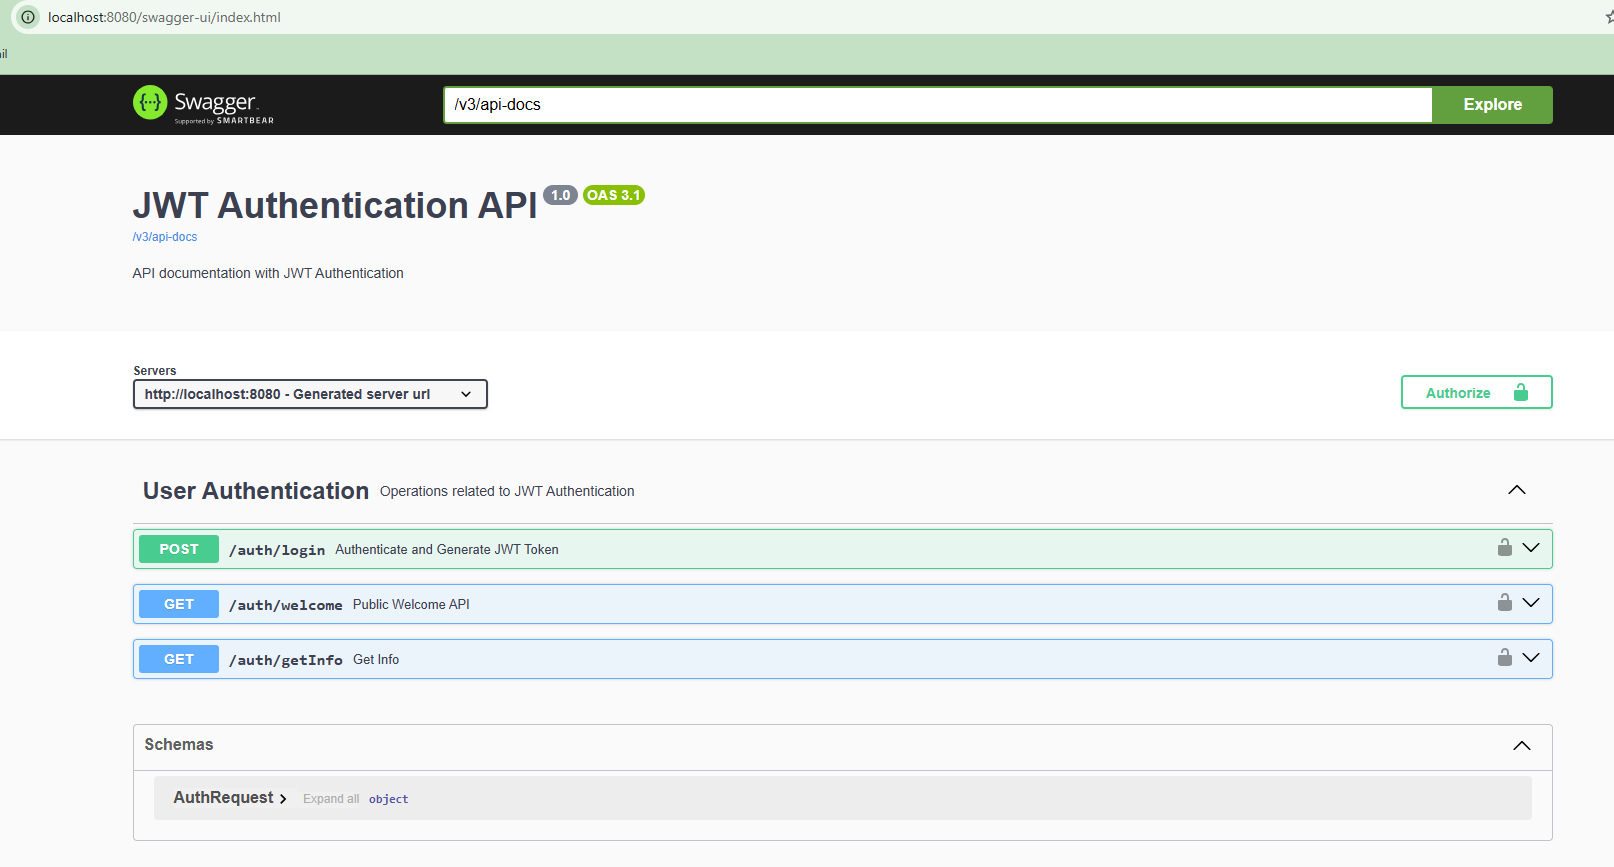 localhost:8080/swagger-ui/index.html
il
Swagger
Supported by SMARTBEAR
/v3/api-docs
Explore
JWT Authentication API 1.0 OAS 3.1
/v3/api-docs
API documentation with JWT Authentication
Servers
http://localhost:8080 - Generated server url
Authorize
User Authentication Operations related to JWT Authentication
POST /auth/login Authenticate and Generate JWT Token
GET /auth/welcome Public Welcome API
GET /auth/getInfo Get Info
Schemas
AuthRequest Expand all object